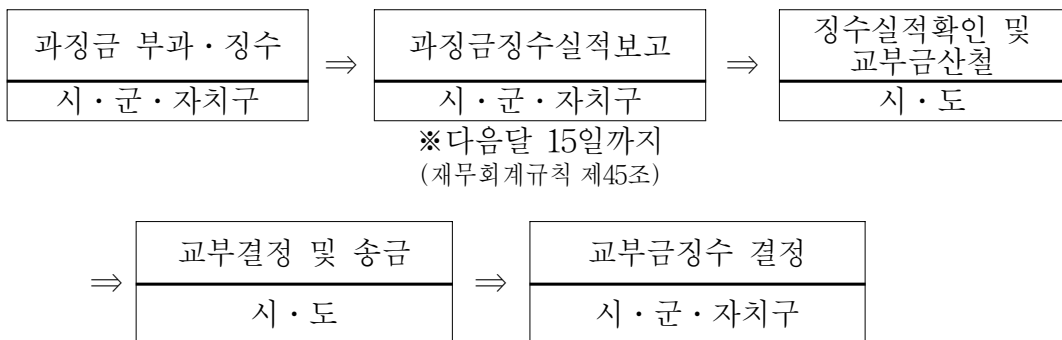 과징금 부과·징수 ⇒ 과징금징수실적보고 ⇒ 징수실적확인 및
교부금산철
시·군·자치구 시·군·자치구 시·도
※다음달 15일까지
(재무회계규칙 제45조)
⇒ 교부결정 및 송금 ⇒ 교부금징수 결정
시·도 시·군·자치구